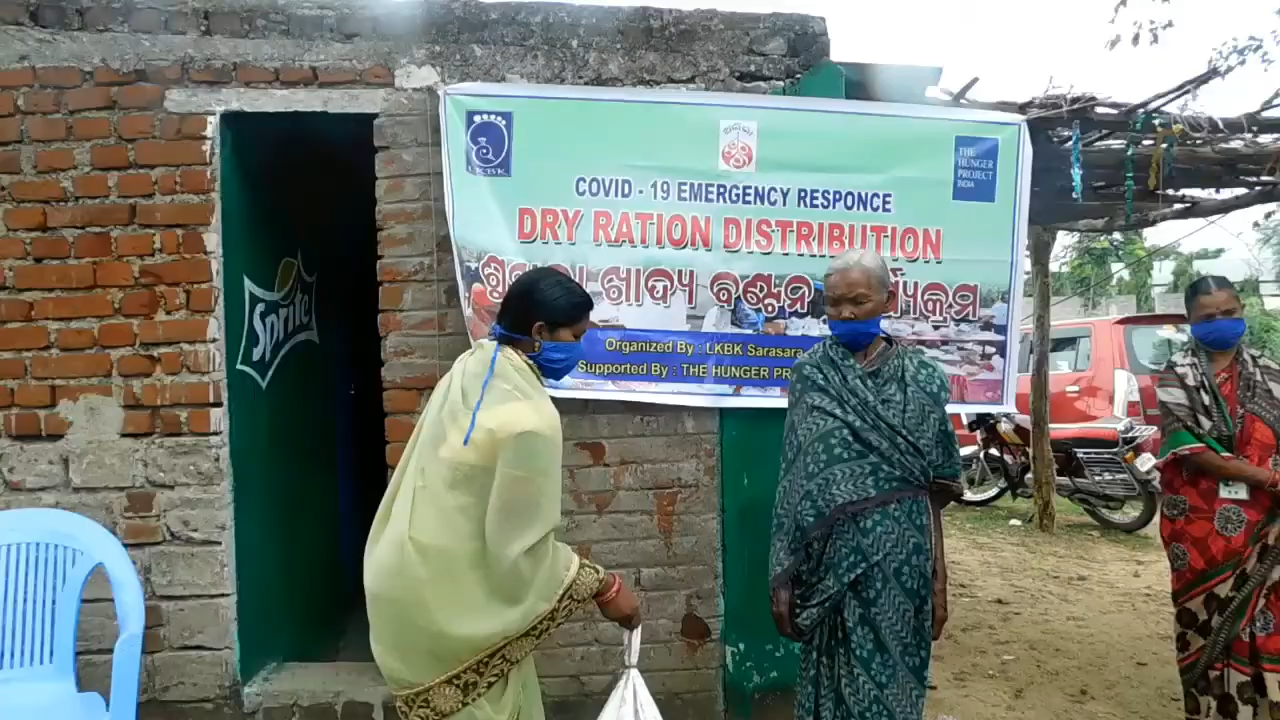 Sprite
LKBK
THE
HUNGER
PROJECT
INDIA
COVID - 19 EMERGENCY RESPONCE
DRY RATION DISTRIBUTION
ଖାଦ୍ୟ ବଣ୍ଟନ
Organized By : LKBK Sarasara
Supported By : THE HUNGER PR